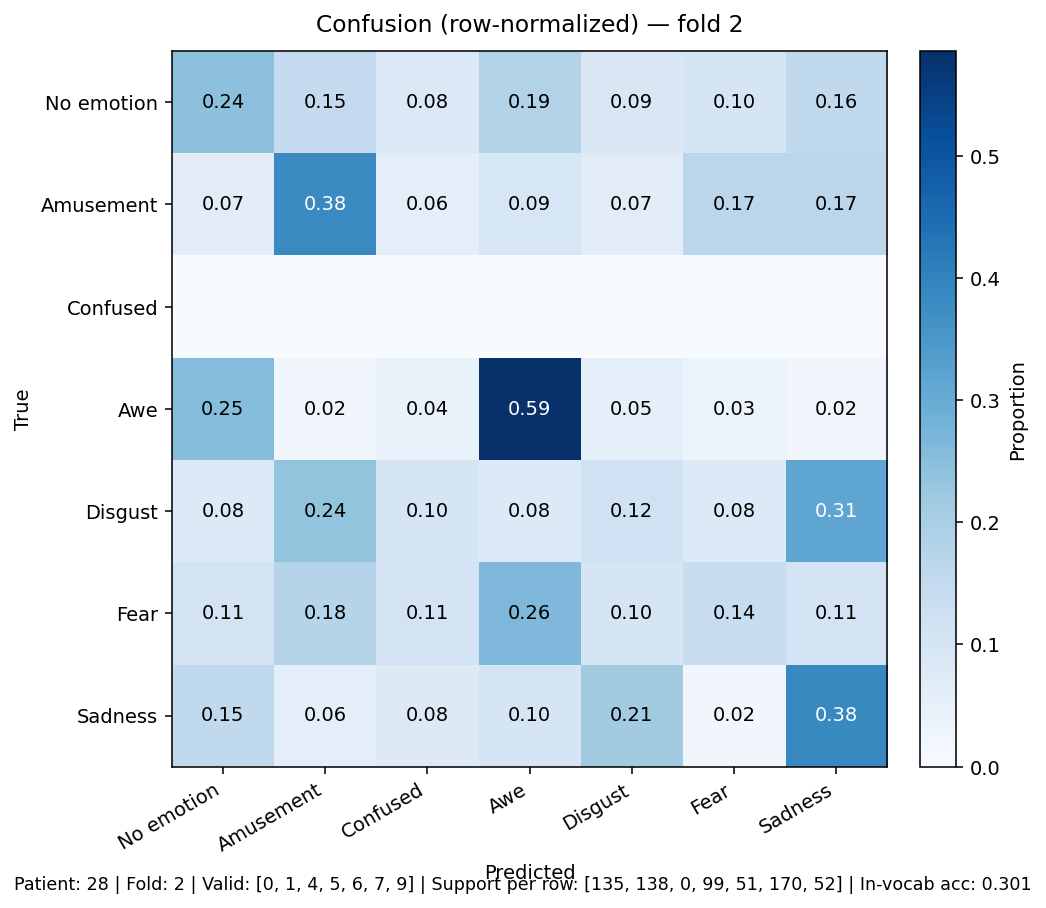 Confusion (row-normalized) — fold 2
No emotion 0.24 0.15 0.08 0.19 0.09 0.10 0.16
Amusement 0.07 0.38 0.06 0.09 0.07 0.17 0.17
Confused
Awe 0.25 0.02 0.04 0.59 0.05 0.03 0.02
Disgust 0.08 0.24 0.10 0.08 0.12 0.08 0.31
Fear 0.11 0.18 0.11 0.26 0.10 0.14 0.11
Sadness 0.15 0.06 0.08 0.10 0.21 0.02 0.38
True
No emotion Amusement Confused Awe Disgust Fear Sadness
Predicted
0.5
0.4
0.3
0.2
0.1
0.0
Proportion
Patient: 28 | Fold: 2 | Valid: [0, 1, 4, 5, 6, 7, 9] | Support per row: [135, 138, 0, 99, 51, 170, 52] | In-vocab acc: 0.301